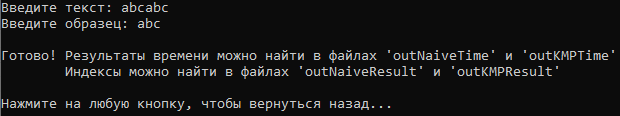 Введите текст: abcabc
Введите образец: abc
Готово! Результаты времени можно найти в файлах 'outNaiveTime' и 'outKMPTime'
Индексы можно найти в файлах 'outNaiveResult' и 'outKMPResult'
Нажмите на любую кнопку, чтобы вернуться назад...